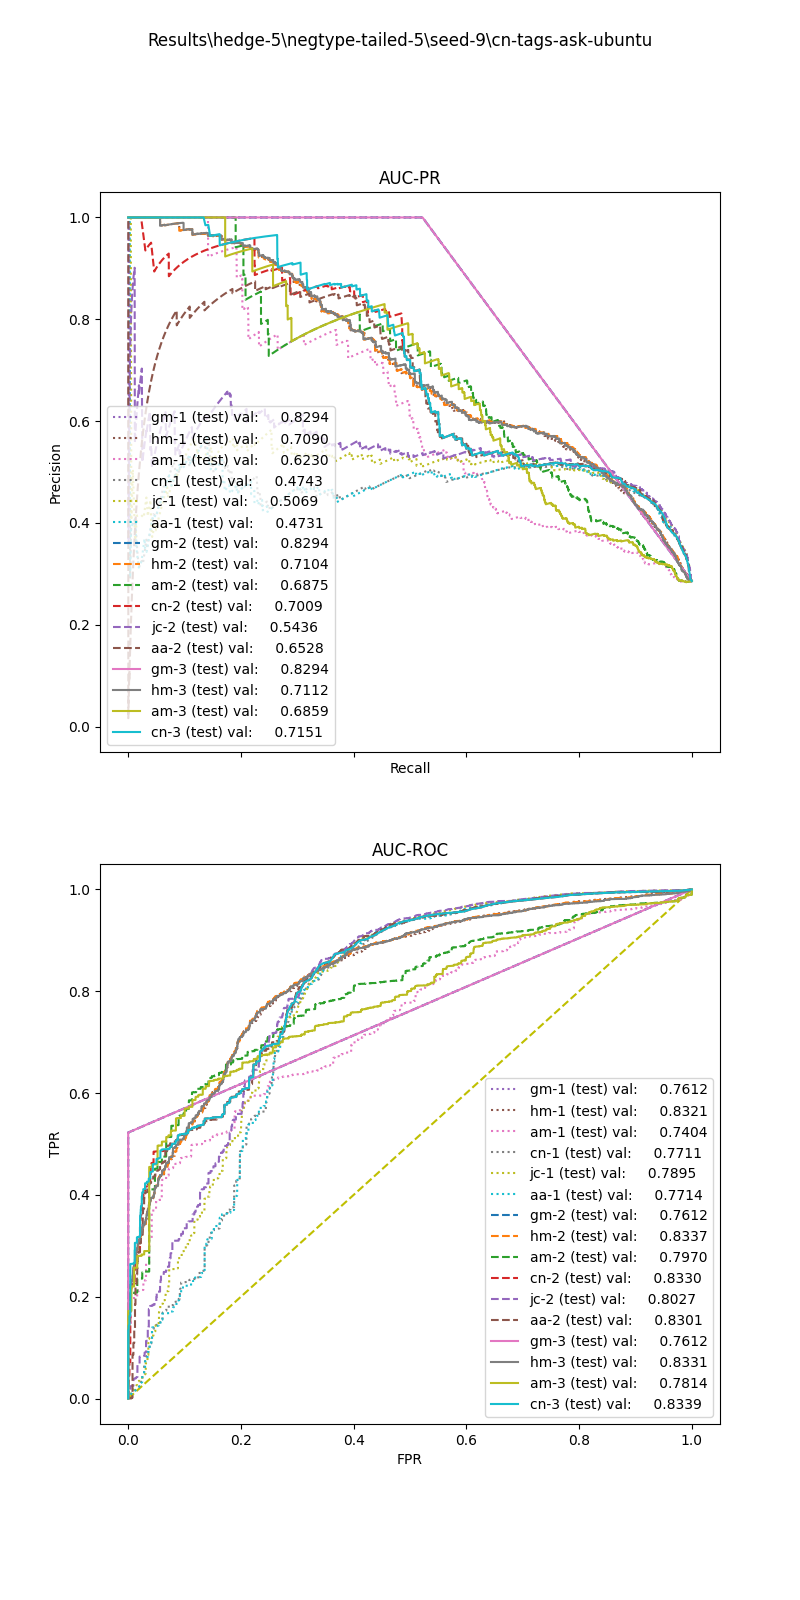 Results\hedge-5\negtype-tailed-5\seed-9\cn-tags-ask-ubuntu
AUC-PR
1.0
0.8
0.6
0.4
0.2
0.0
Precision
gm-1 (test) val: 0.8294
hm-1 (test) val: 0.7090
am-1 (test) val: 0.6230
cn-1 (test) val: 0.4743
jc-1 (test) val: 0.5069
aa-1 (test) val: 0.4731
gm-2 (test) val: 0.8294
hm-2 (test) val: 0.7104
am-2 (test) val: 0.6875
cn-2 (test) val: 0.7009
jc-2 (test) val: 0.5436
aa-2 (test) val: 0.6528
gm-3 (test) val: 0.8294
hm-3 (test) val: 0.7112
am-3 (test) val: 0.6859
cn-3 (test) val: 0.7151
Recall
AUC-ROC
1.0
0.8
0.6
0.4
0.2
0.0
TPR
gm-1 (test) val: 0.7612
hm-1 (test) val: 0.8321
am-1 (test) val: 0.7404
cn-1 (test) val: 0.7711
jc-1 (test) val: 0.7895
aa-1 (test) val: 0.7714
gm-2 (test) val: 0.7612
hm-2 (test) val: 0.8337
am-2 (test) val: 0.7970
cn-2 (test) val: 0.8330
jc-2 (test) val: 0.8027
aa-2 (test) val: 0.8301
gm-3 (test) val: 0.7612
hm-3 (test) val: 0.8331
am-3 (test) val: 0.7814
cn-3 (test) val: 0.8339
0.0 0.2 0.4 0.6 0.8 1.0
FPR